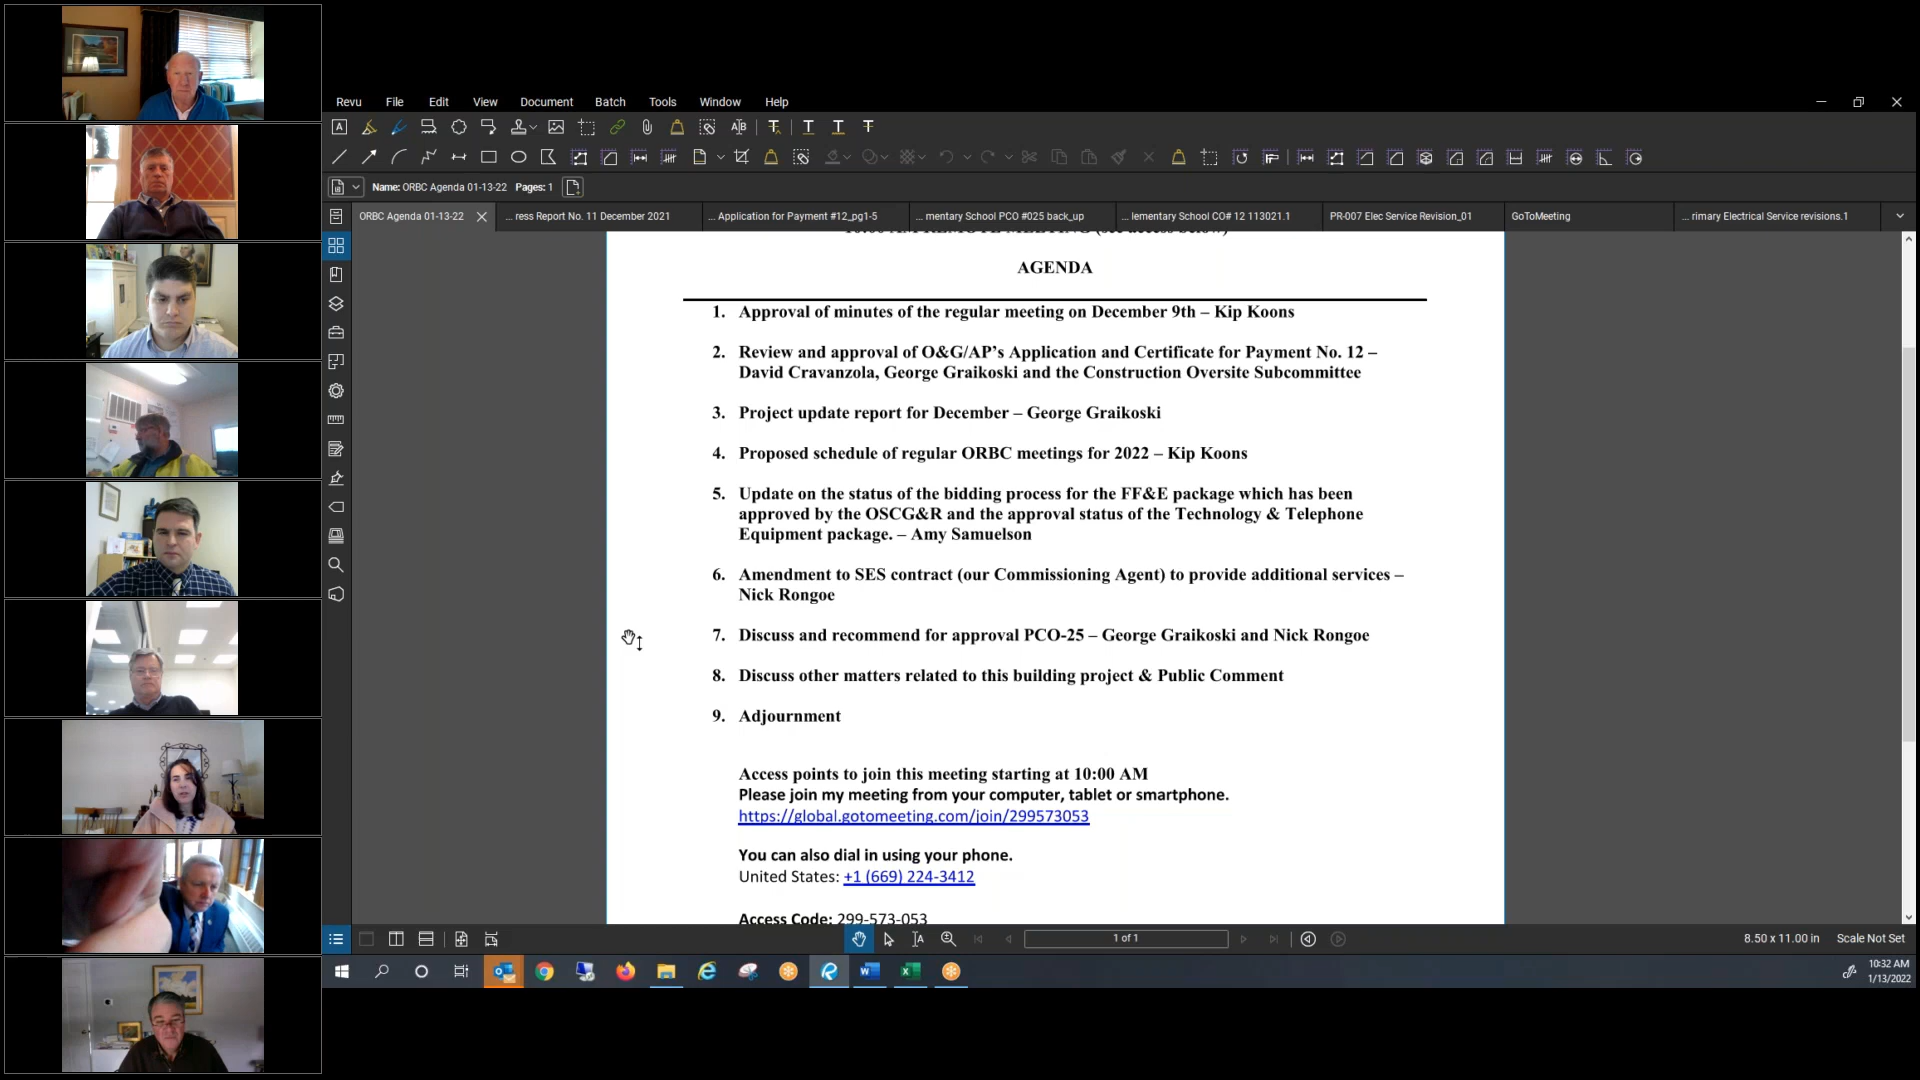 Revu File Edit View Document Batch Tools Window Help
Name: ORBC Agenda 01-13-22 Pages: 1
ORBC Agenda 01-13-22 ... ress Report No. 11 December 2021 ... Application for Payment #12_pg1-5 ... mentary School PCO #025 back_up ... lementary School CO# 12 113021.1 PR-007 Elec Service Revision_01 GoToMeeting ... rimary Electrical Service revisions.1
10:00 AM REMOTE MEETING (see access below)
AGENDA
1. Approval of minutes of the regular meeting on December 9th – Kip Koons
2. Review and approval of O&G/AP's Application and Certificate for Payment No. 12 –
David Cravanzola, George Graikoski and the Construction Oversite Subcommittee
3. Project update report for December – George Graikoski
4. Proposed schedule of regular ORBC meetings for 2022 – Kip Koons
5. Update on the status of the bidding process for the FF&E package which has been
approved by the OSCG&R and the approval status of the Technology & Telephone
Equipment package. – Amy Samuelson
6. Amendment to SES contract (our Commissioning Agent) to provide additional services –
Nick Rongoe
7. Discuss and recommend for approval PCO-25 – George Graikoski and Nick Rongoe
8. Discuss other matters related to this building project & Public Comment
9. Adjournment
Access points to join this meeting starting at 10:00 AM
Please join my meeting from your computer, tablet or smartphone.
https://global.gotomeeting.com/join/299573053
You can also dial in using your phone.
United States: +1 (669) 224-3412
Access Code: 299-573-053
1 of 1
8.50 x 11.00 in Scale Not Set
10:32 AM
1/13/2022